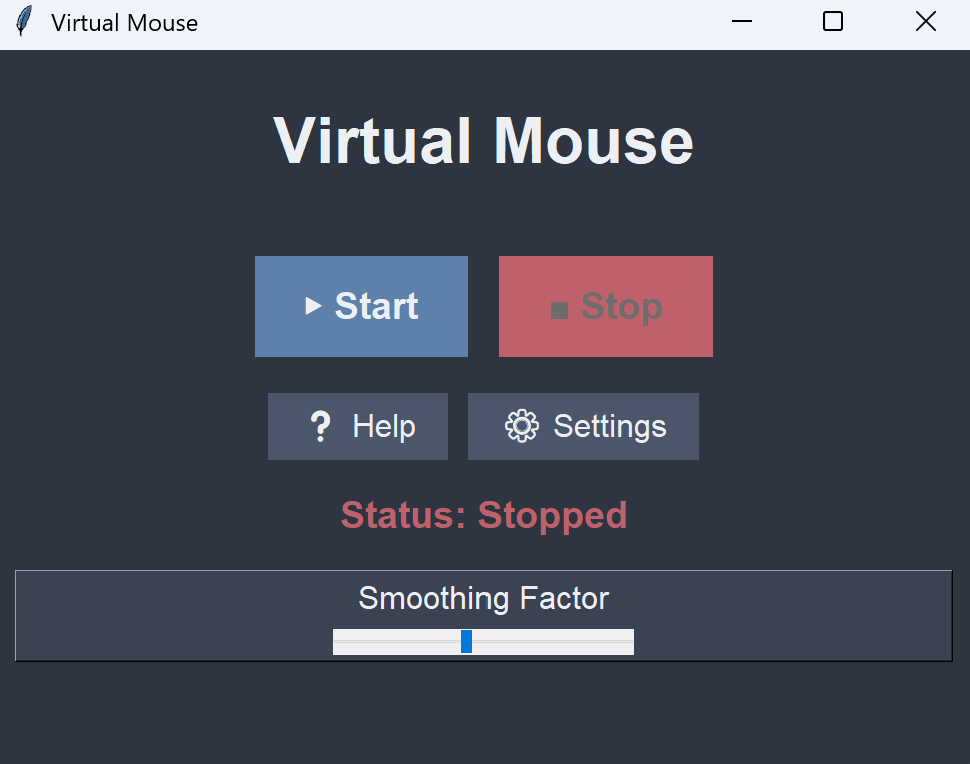 Virtual Mouse
Virtual Mouse
▶ Start
■ Stop
? Help
⚙ Settings
Status: Stopped
Smoothing Factor